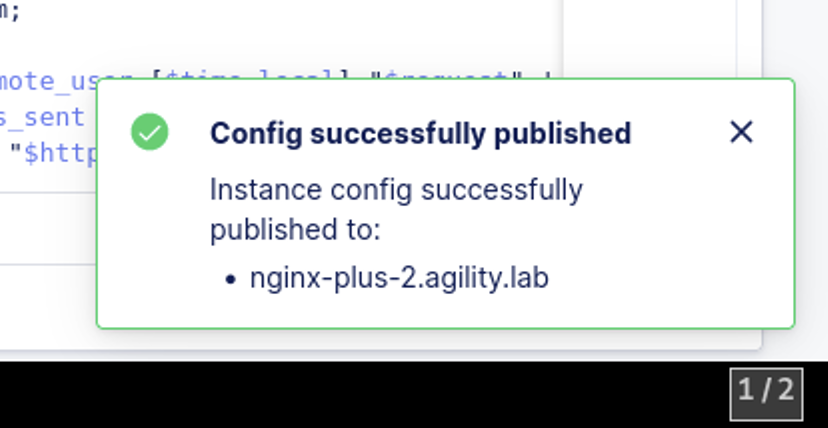 m;
mote_user [$time_local] "$request" '
s_sent
"$http
Config successfully published
Instance config successfully
published to:
• nginx-plus-2.agility.lab
1 / 2